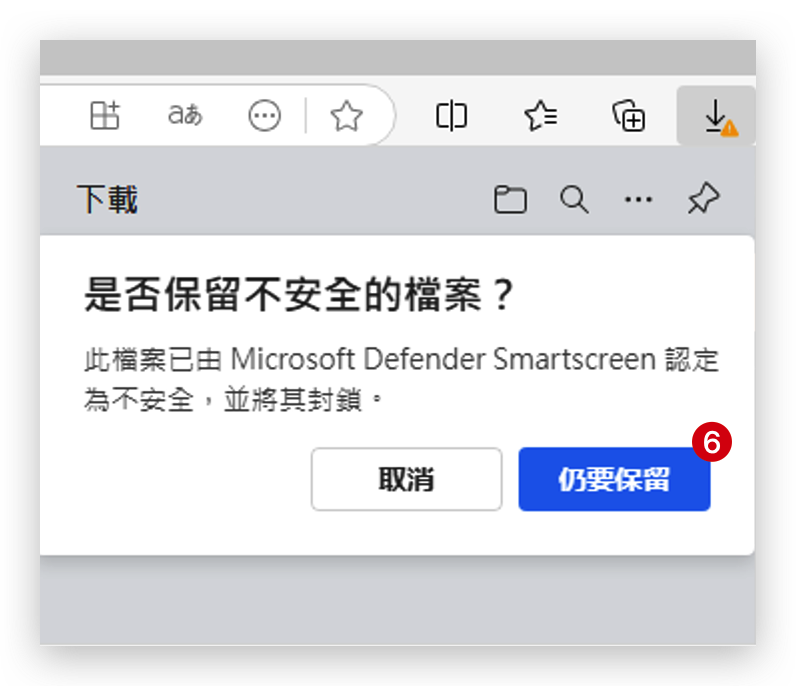 aあ
下載
是否保留不安全的檔案？
此檔案已由 Microsoft Defender Smartscreen 認定
為不安全，並將其封鎖。
6
取消
仍要保留